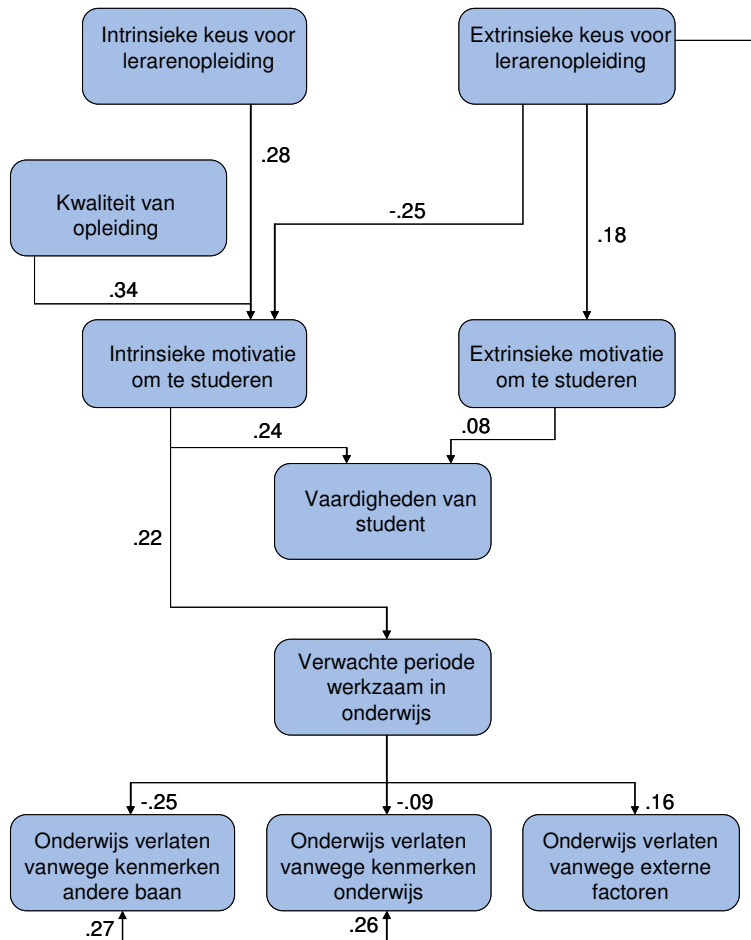 Intrinsieke keus voor
lerarenopleiding
Extrinsieke keus voor
lerarenopleiding
.28
Kwaliteit van
opleiding
-.25
.18
.34
Intrinsieke motivatie
om te studeren
Extrinsieke motivatie
om te studeren
.24
.08
Vaardigheden van
student
.22
Verwachte periode
werkzaam in
onderwijs
-.25
-.09
.16
Onderwijs verlaten
vanwege kenmerken
andere baan
Onderwijs verlaten
vanwege kenmerken
onderwijs
Onderwijs verlaten
vanwege externe
factoren
.27
.26